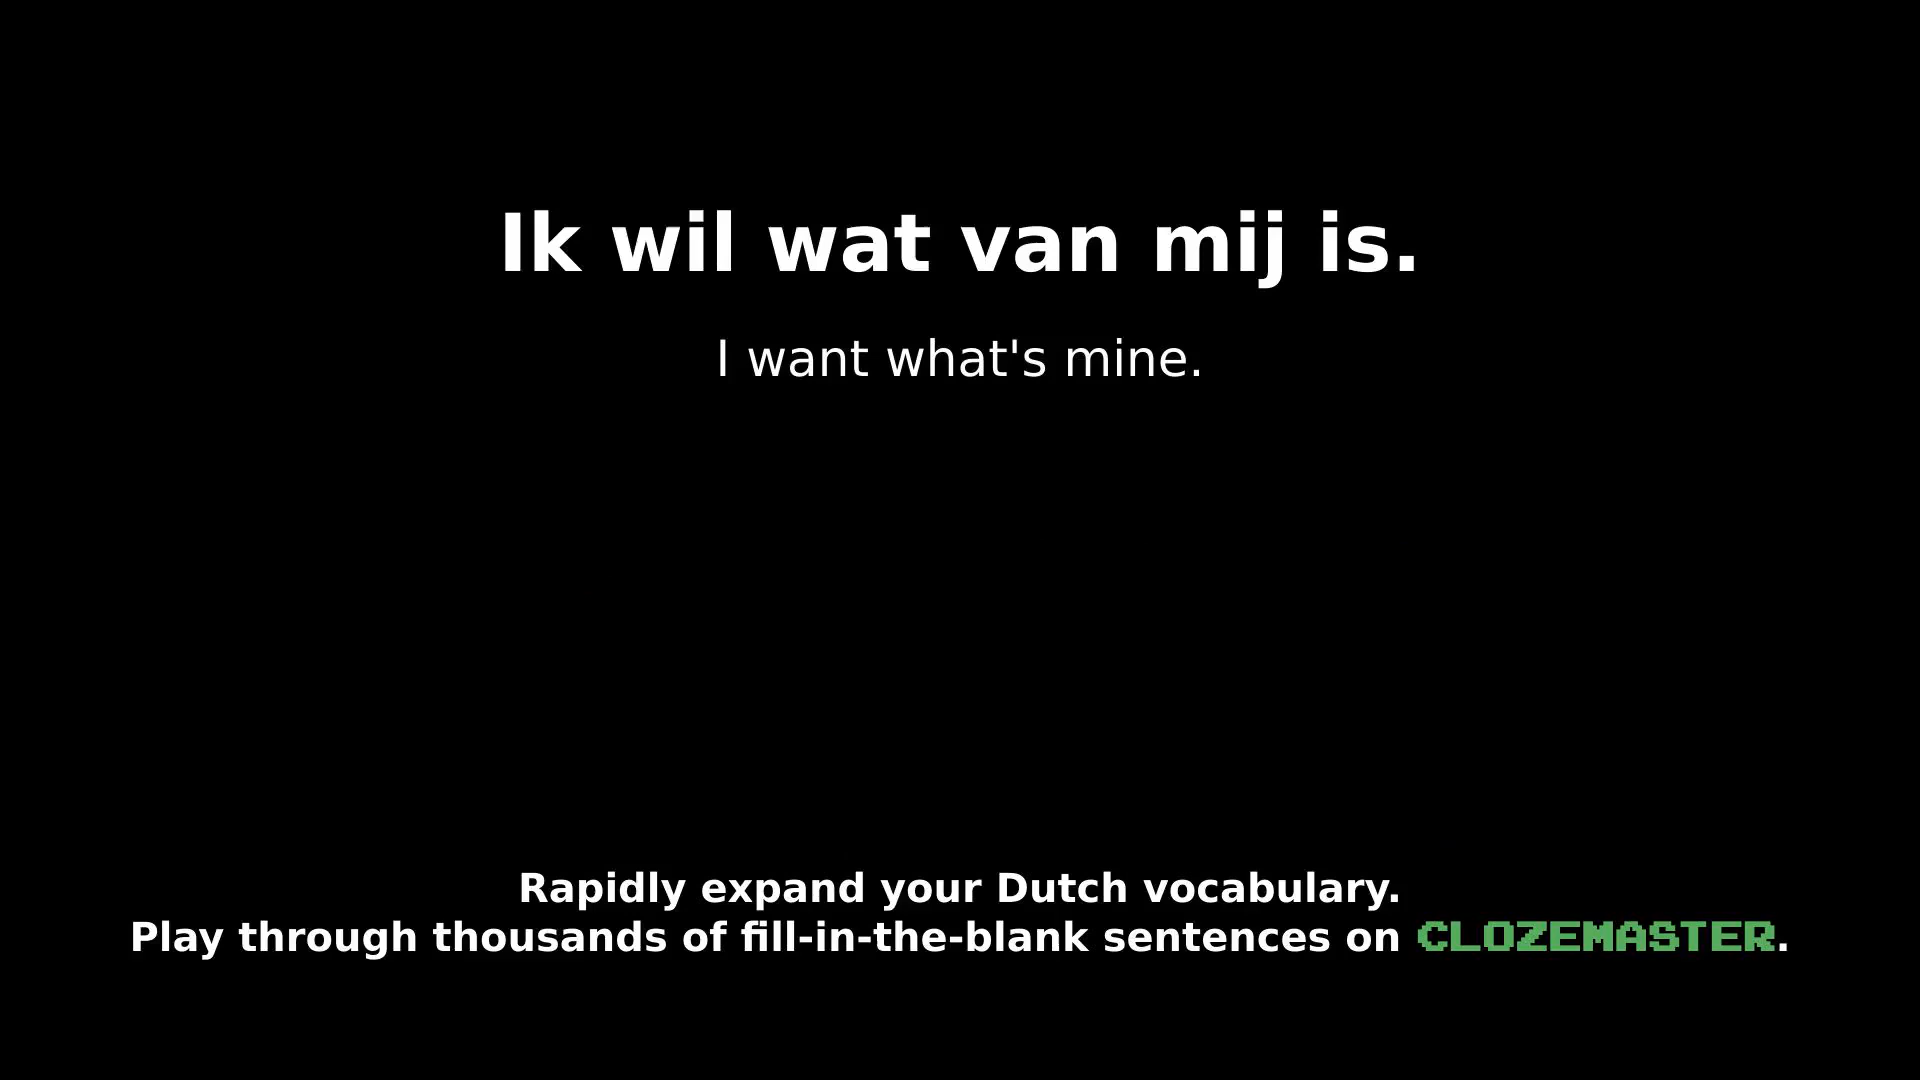 Ik wil wat van mij is.
I want what's mine.
Rapidly expand your Dutch vocabulary.
Play through thousands of fill-in-the-blank sentences on CLOZEMASTER.